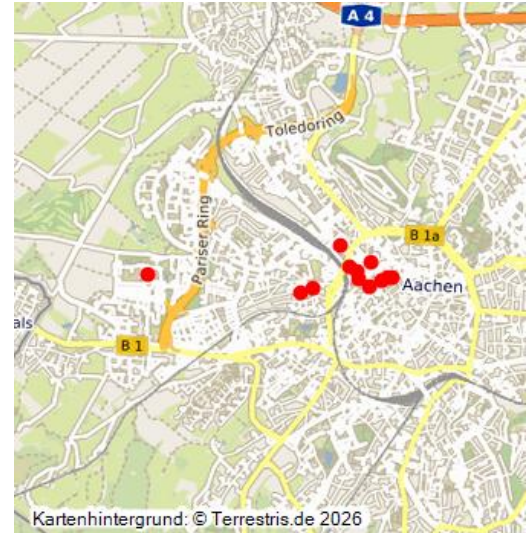 A 4
Toledoring
Pariser Ring
B 1a
Aachen
als
B 1
Kartenhintergrund: © Terrestris.de 2026